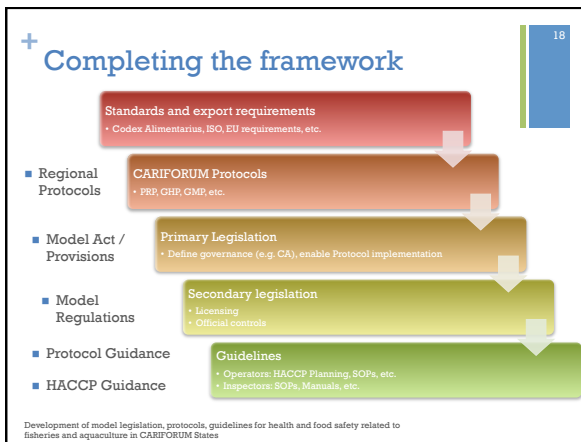 18
+
Completing the framework
Standards and export requirements
• Codex Alimentarius, ISO, EU requirements, etc.
■ Regional
Protocols
CARIFORUM Protocols
• PRP, GHP, GMP, etc.
■ Model Act /
Provisions
Primary Legislation
• Define governance (e.g. CA), enable Protocol implementation
■ Model
Regulations
Secondary legislation
• Licensing
• Official controls
■ Protocol Guidance
■ HACCP Guidance
Guidelines
• Operators: HACCP Planning, SOPs, etc.
• Inspectors: SOPs, Manuals, etc.
Development of model legislation, protocols, guidelines for health and food safety related to
fisheries and aquaculture in CARIFORUM States